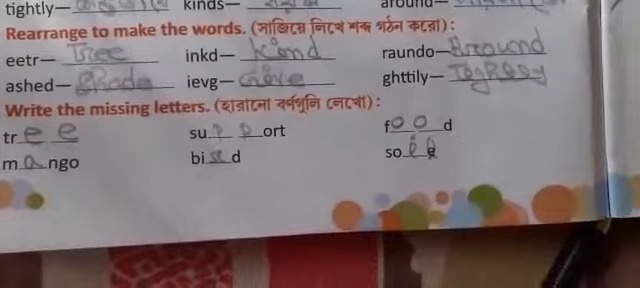 tightly— kinds— around—
Rearrange to make the words. (সাজিয়ে লিখে শব্দ গঠন করো) :
eetr— Tree inkd— Kind raundo— Around
ashed— Shade ievg— Give ghttily—
Write the missing letters. (হারানো বর্ণগুলি লেখো) :
tr e e su p p ort f o o d
m a ngo bi d so